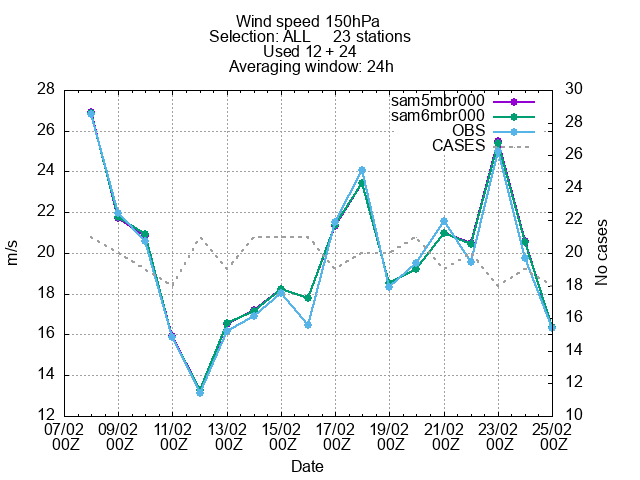 Wind speed 150hPa
Selection: ALL 23 stations
Used 12 + 24
Averaging window: 24h
28 30
sam5mbr000
sam6mbr000
OBS
CASES
26 28
24 26
22 24
20 22
18 20
16 18
14 16
12 14
12
10
m/s
No cases
07/02 09/02 11/02 13/02 15/02 17/02 19/02 21/02 23/02 25/02
00Z 00Z 00Z 00Z 00Z 00Z 00Z 00Z 00Z 00Z
Date